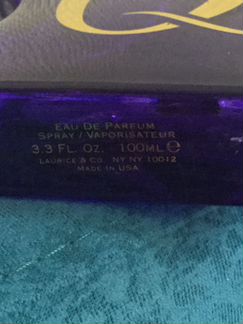 EAU DE PARFUM
SPRAY / VAPORISATEUR
3.3 FL. OZ. 100ML ℮
LAURICE & CO. NY NY 10012
MADE IN USA